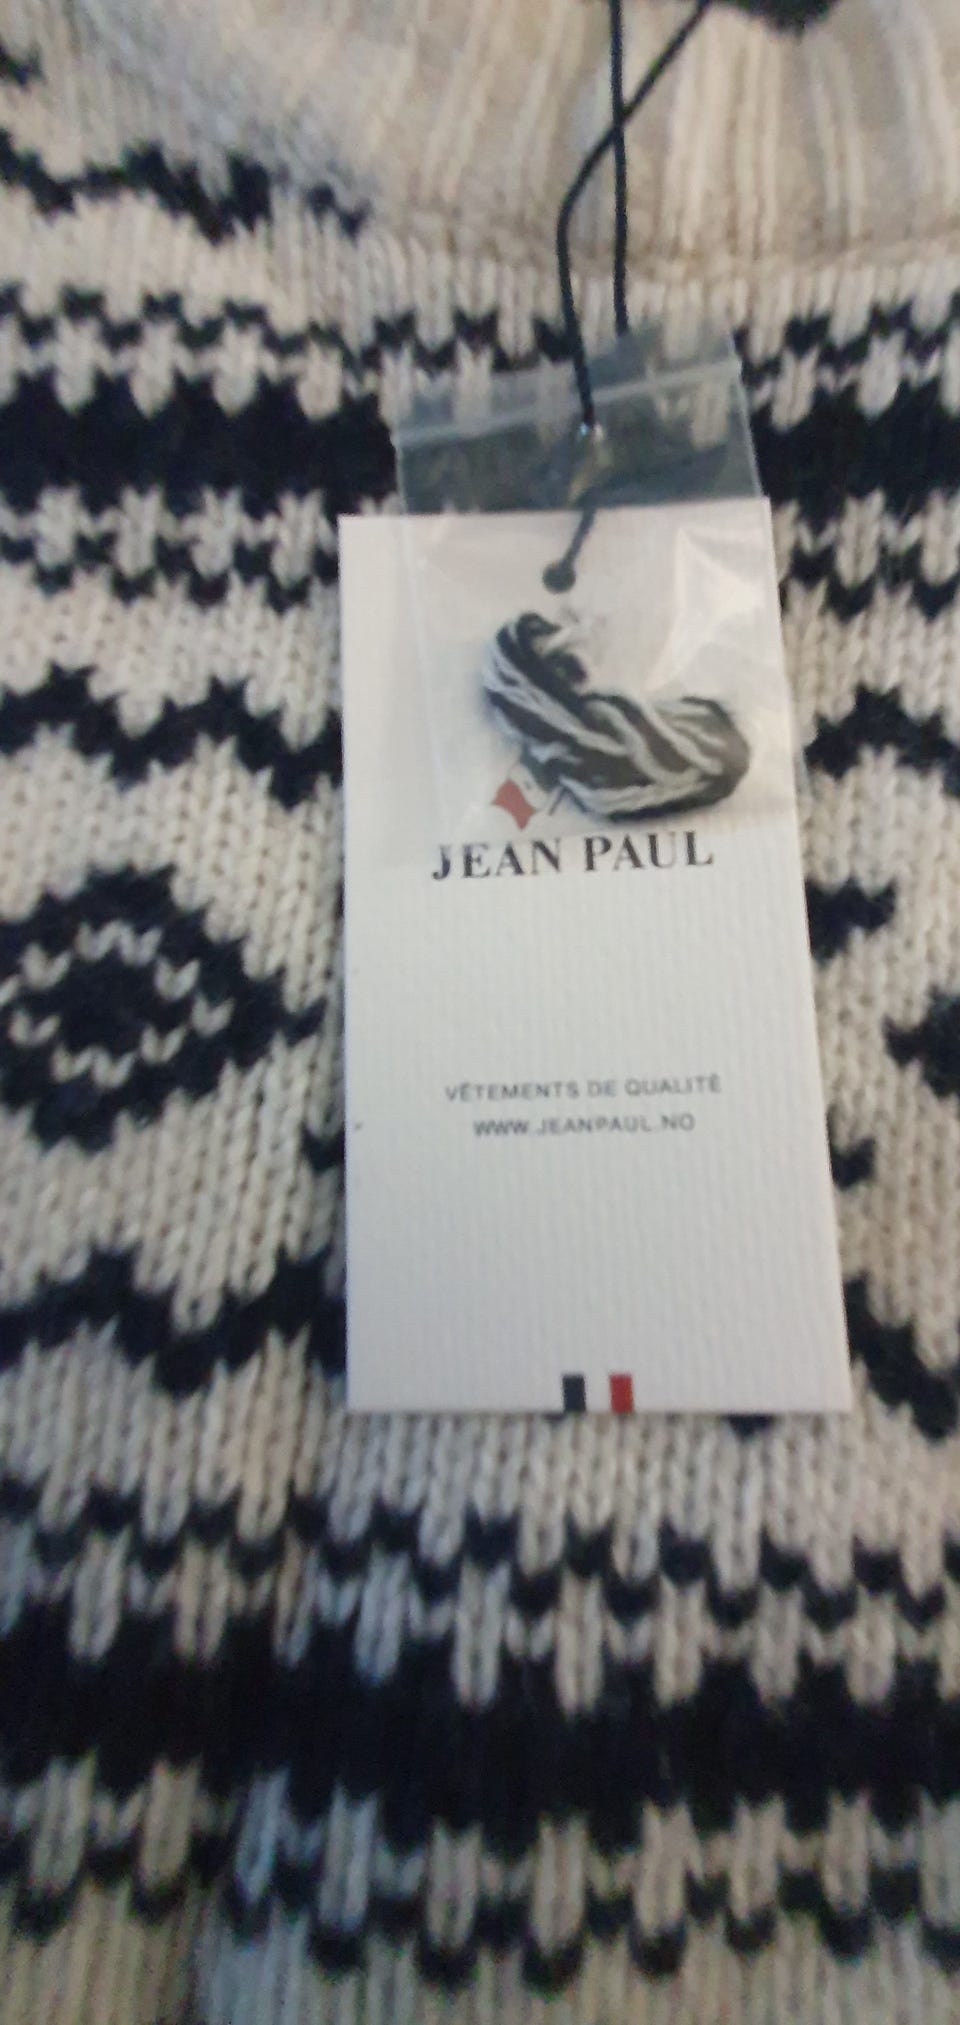 JEAN PAUL
VÊTEMENTS DE QUALITÉ
WWW.JEANPAUL.NO